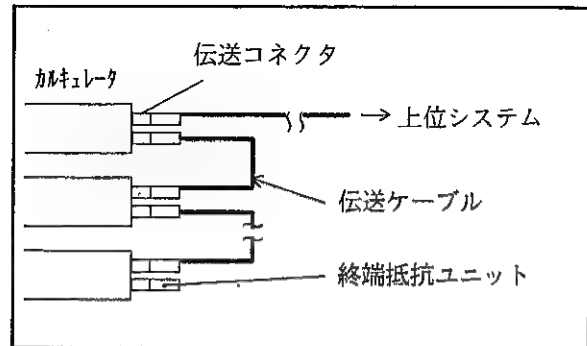 伝送コネクタ
カルキュレータ
→上位システム
伝送ケーブル
終端抵抗ユニット